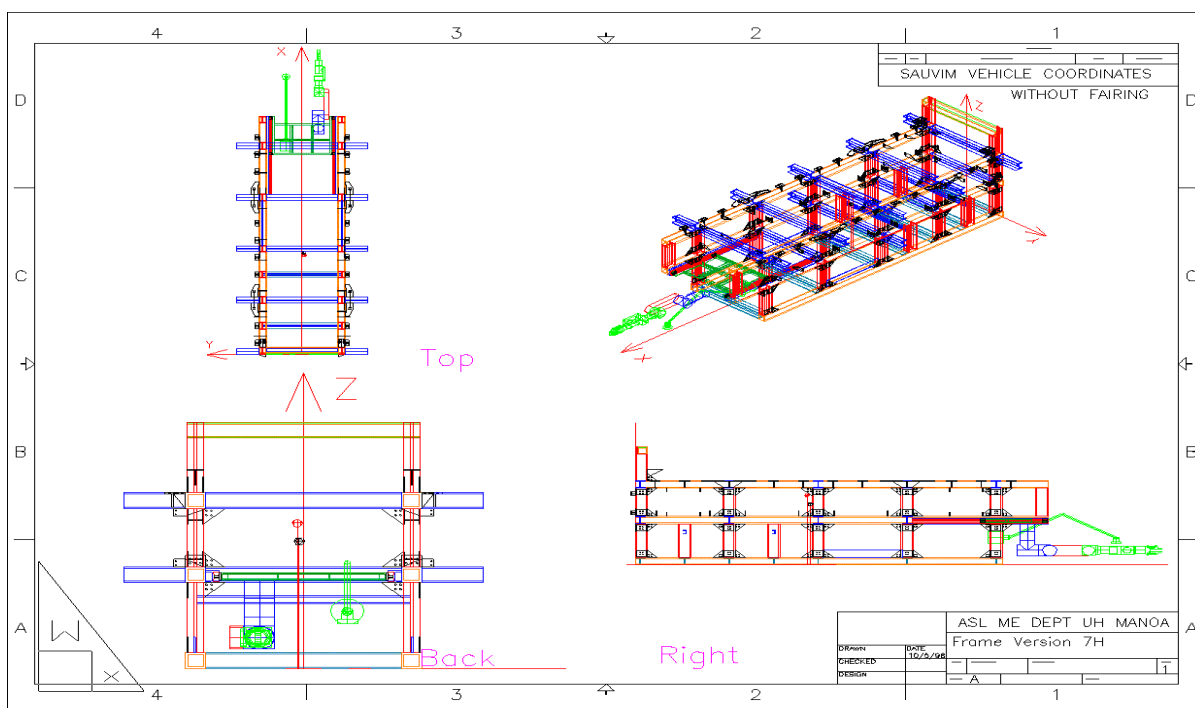 4 3 2 1
SAUVIM VEHICLE COORDINATES
WITHOUT FAIRING
D D
X
Z
Y
C C
X
Y
Top
Z
B B
A A
W
X
Back
Right
ASL ME DEPT UH MANOA
Frame Version 7H
DRAWN
DATE
10/5/98
CHECKED
DESIGN
1
A
4 3 2 1